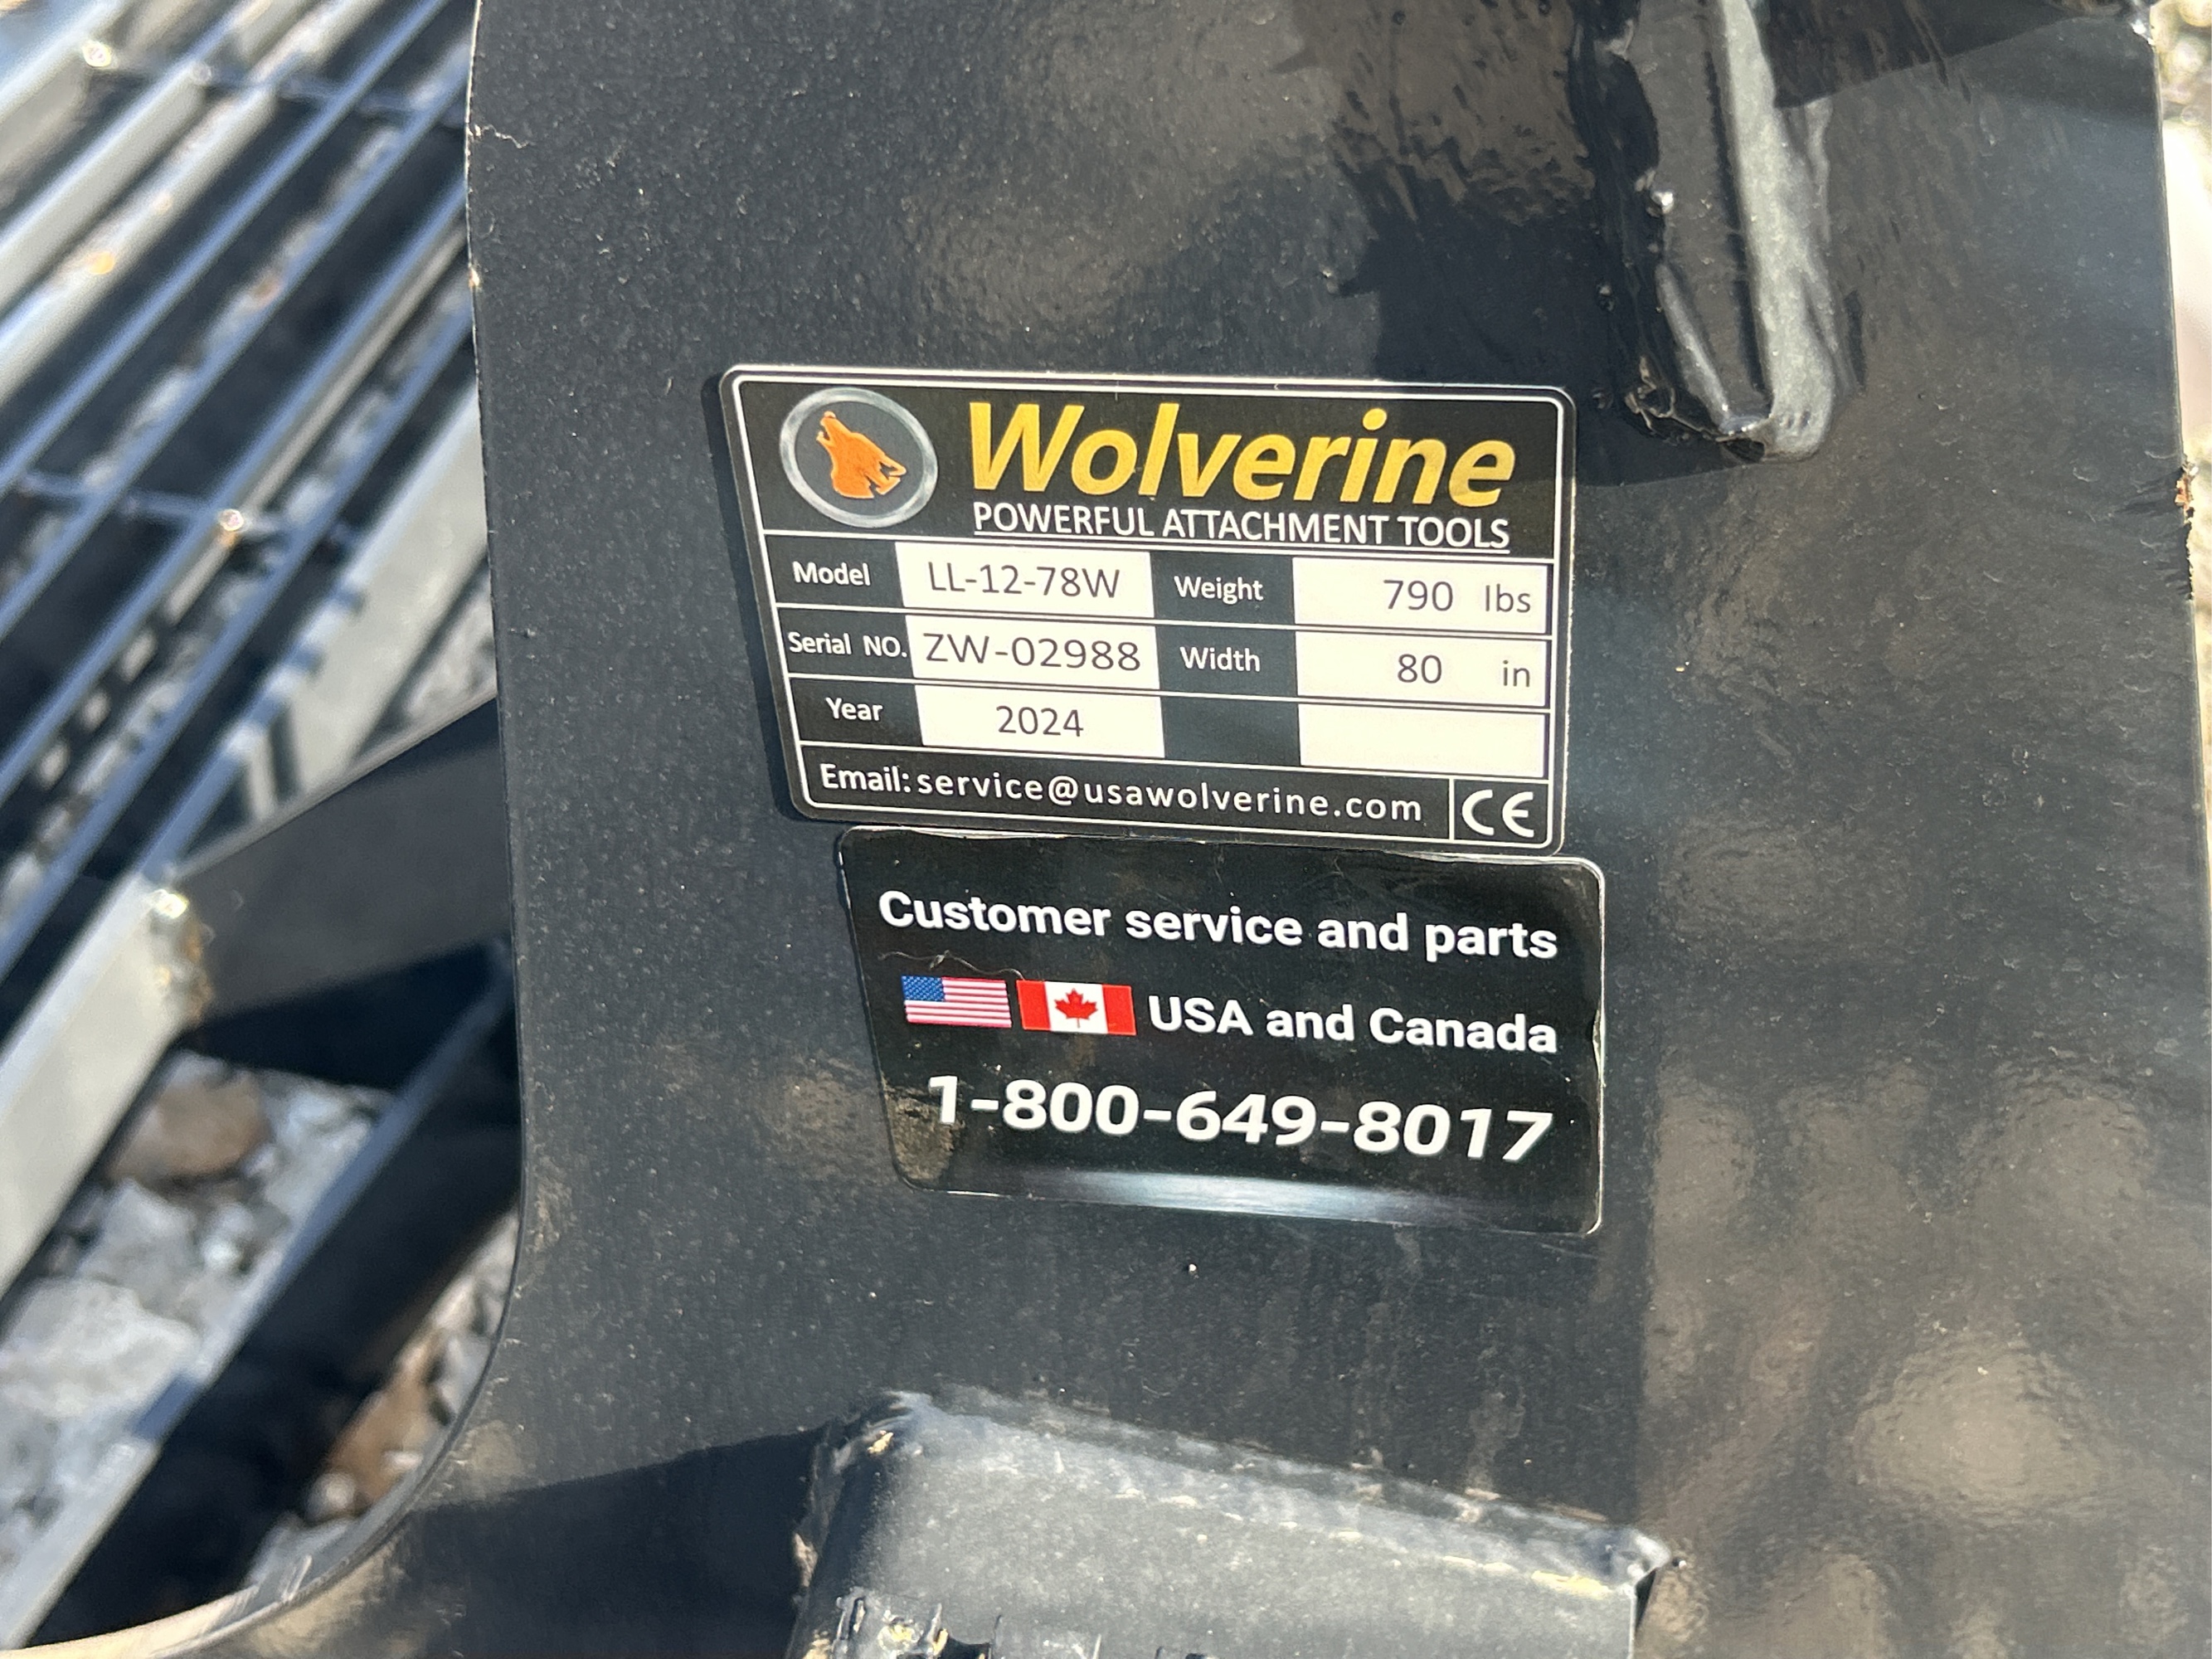 Wolverine
POWERFUL ATTACHMENT TOOLS
Model LL-12-78W Weight 790 lbs
Serial NO. ZW-02988 Width 80 in
Year 2024
Email: service@usawolverine.com CE
Customer service and parts
USA and Canada
1-800-649-8017